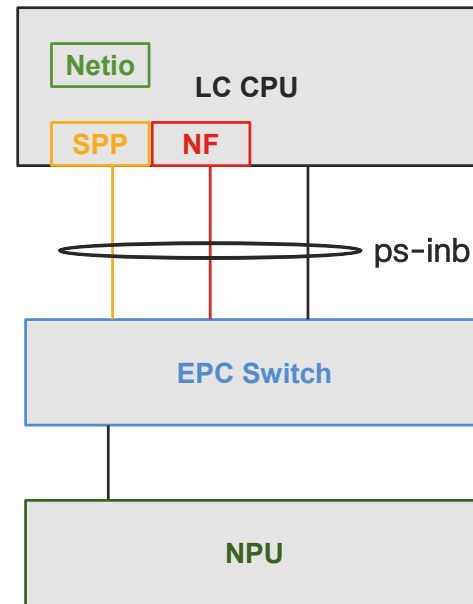 Netio
LC CPU
SPP
NF
ps-inb
EPC Switch
NPU